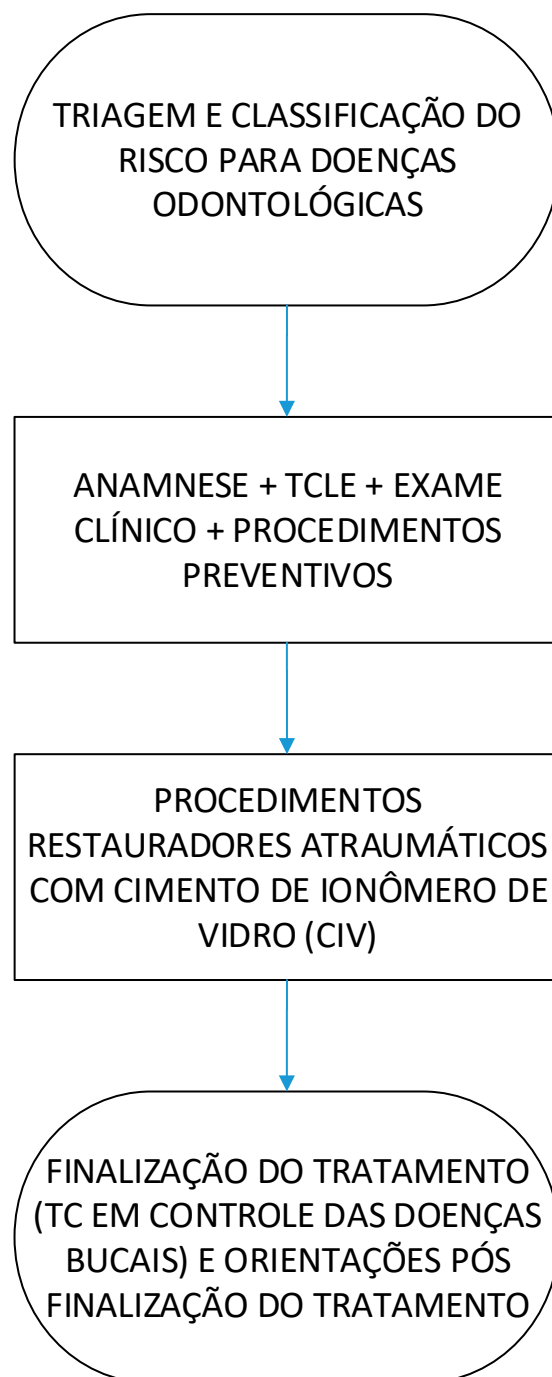 TRIAGEM E CLASSIFICAÇÃO DO
RISCO PARA DOENÇAS
ODONTOLÓGICAS
ANAMNESE + TCLE + EXAME
CLÍNICO + PROCEDIMENTOS
PREVENTIVOS
PROCEDIMENTOS
RESTAURADORES ATRAUMÁTICOS
COM CIMENTO DE IONÔMERO DE
VIDRO (CIV)
FINALIZAÇÃO DO TRATAMENTO
(TC EM CONTROLE DAS DOENÇAS
BUCAIS) E ORIENTAÇÕES PÓS
FINALIZAÇÃO DO TRATAMENTO